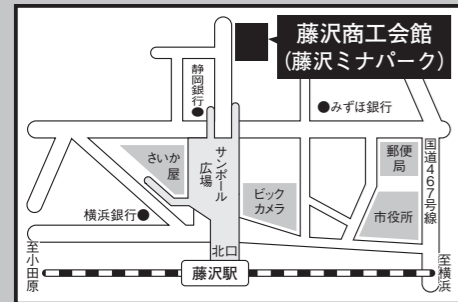 藤沢商工会館
(藤沢ミナパーク)
静岡銀行
みずほ銀行
さいか
屋
サンパール
広場
郵便
局
国道467号線
ビック
カメラ
市役所
横浜銀行
北口
至小田原
藤沢駅
至横浜